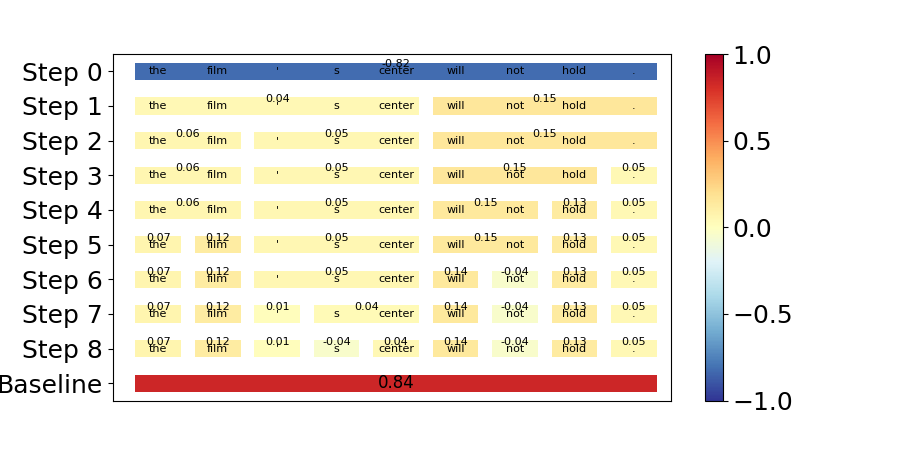 Step 0 -0.82 the film ' s center will not hold .
Step 1 0.04 0.15 the film ' s center will not hold .
Step 2 0.06 0.05 0.15 the film ' s center will not hold .
Step 3 0.06 0.05 0.15 0.05 the film ' s center will not hold .
Step 4 0.06 0.05 0.15 0.13 0.05 the film ' s center will not hold .
Step 5 0.07 0.12 0.05 0.15 0.13 0.05 the film ' s center will not hold .
Step 6 0.07 0.12 0.05 0.14 -0.04 0.13 0.05 the film ' s center will not hold .
Step 7 0.07 0.12 0.01 0.04 0.14 -0.04 0.13 0.05 the film ' s center will not hold .
Step 8 0.07 0.12 0.01 -0.04 0.04 0.14 -0.04 0.13 0.05 the film ' s center will not hold .
Baseline 0.84
1.0
0.5
0.0
−0.5
−1.0